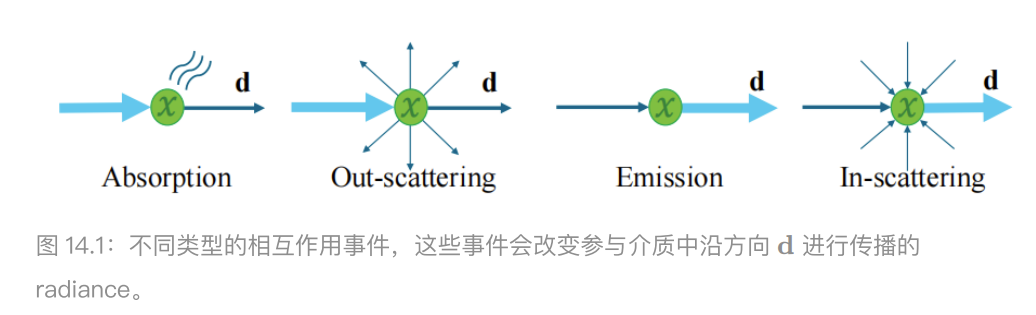 d d d d
x x x x
Absorption Out-scattering Emission In-scattering
图 14.1：不同类型的相互作用事件，这些事件会改变参与介质中沿方向 d 进行传播的
radiance。